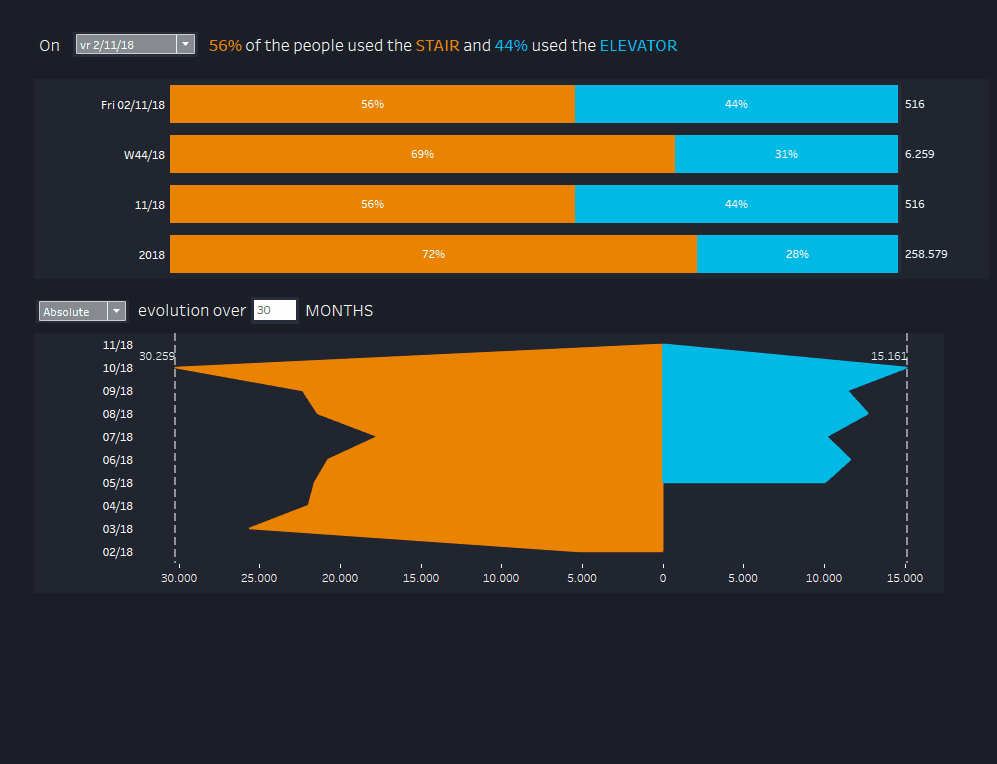 On vr 2/11/18 56% of the people used the STAIR and 44% used the ELEVATOR
Fri 02/11/18 56% 44% 516
W44/18 69% 31% 6.259
11/18 56% 44% 516
2018 72% 28% 258.579
Absolute evolution over 30 MONTHS
11/18
30.259 15.161
10/18
09/18
08/18
07/18
06/18
05/18
04/18
03/18
02/18
30.000 25.000 20.000 15.000 10.000 5.000 0 5.000 10.000 15.000